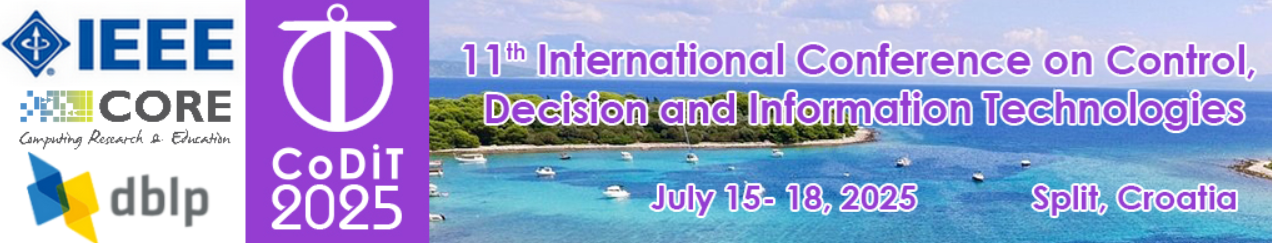 IEEE
CORE
Computing Research & Education
dblp
CoDiT
2025
11th International Conference on Control,
Decision and Information Technologies
July 15- 18, 2025
Split, Croatia